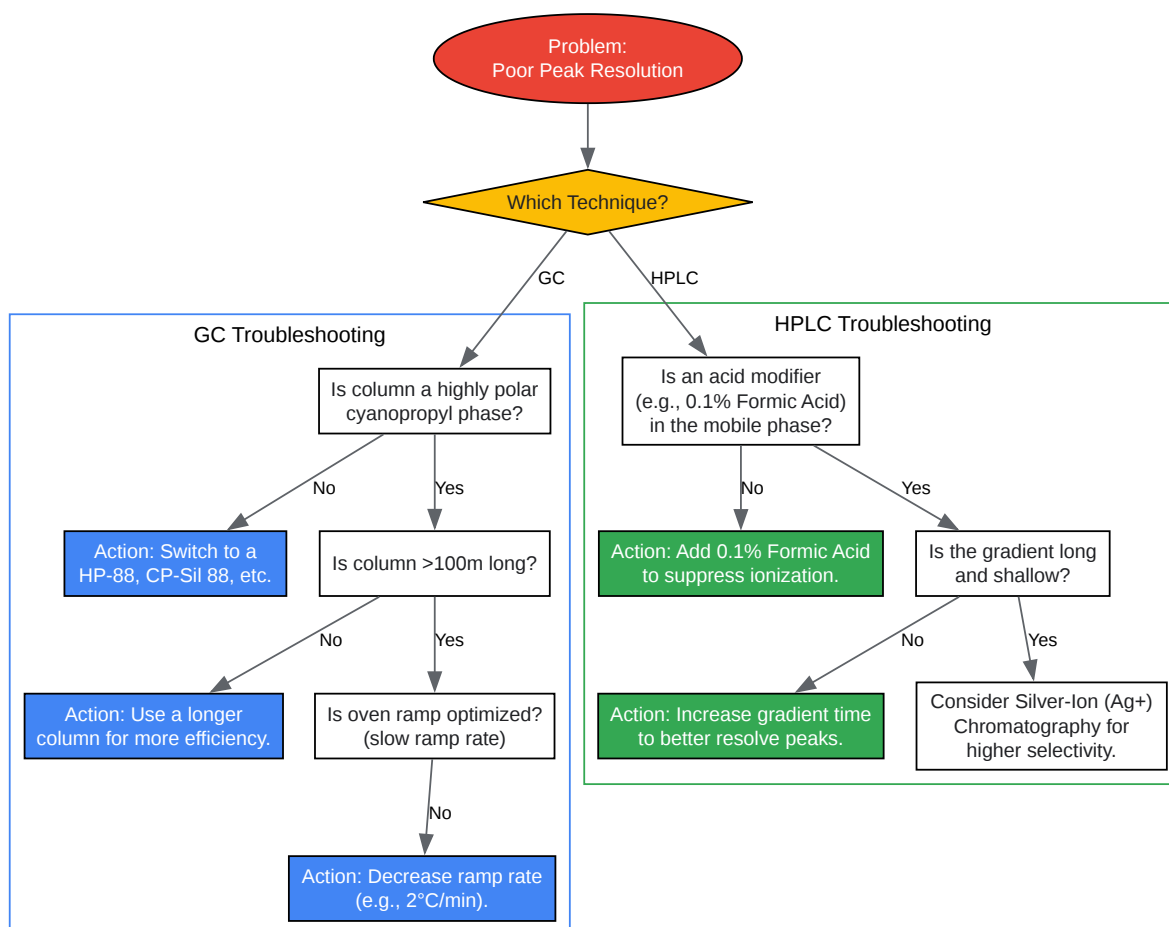 Problem:
Poor Peak Resolution
Which Technique?
GC
HPLC
GC Troubleshooting
Is column a highly polar
cyanopropyl phase?
No
Yes
Action: Switch to a
HP-88, CP-Sil 88, etc.
Is column >100m long?
No
Yes
Action: Use a longer
column for more efficiency.
Is oven ramp optimized?
(slow ramp rate)
No
Action: Decrease ramp rate
(e.g., 2°C/min).
HPLC Troubleshooting
Is an acid modifier
(e.g., 0.1% Formic Acid)
in the mobile phase?
No
Yes
Action: Add 0.1% Formic Acid
to suppress ionization.
Is the gradient long
and shallow?
No
Yes
Action: Increase gradient time
to better resolve peaks.
Consider Silver-Ion (Ag+)
Chromatography for
higher selectivity.